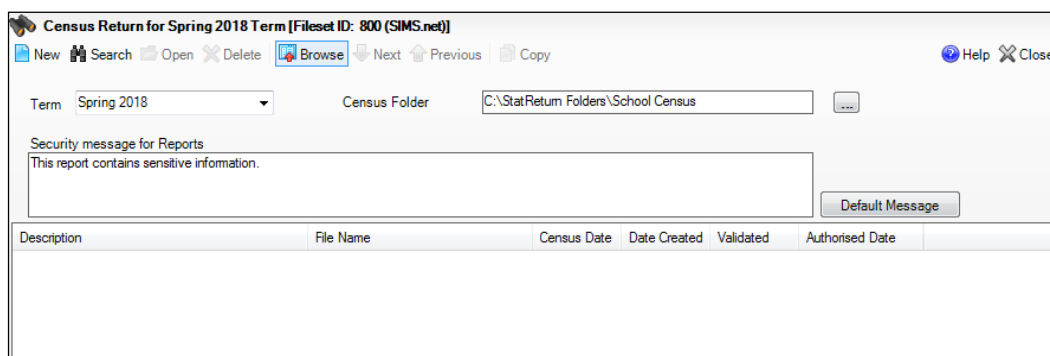 Census Return for Spring 2018 Term [Fileset ID: 800 (SIMS.net)]
New Search Open Delete Browse Next Previous Copy Help Close
Term Spring 2018 Census Folder C:\StatReturn Folders\School Census ...
Security message for Reports
This report contains sensitive information.
Default Message
Description File Name Census Date Date Created Validated Authorised Date